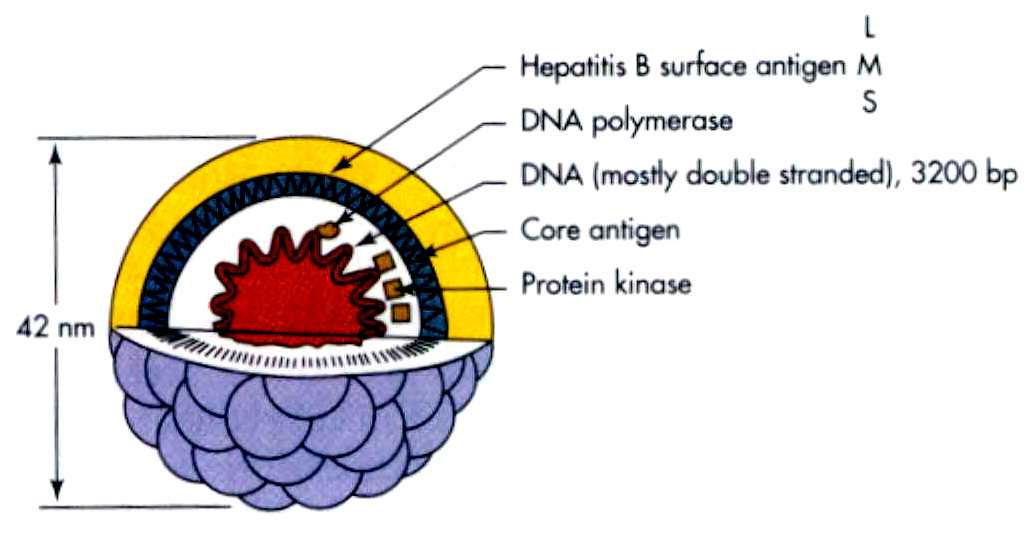 L
Hepatitis B surface antigen M
S
DNA polymerase
DNA (mostly double stranded), 3200 bp
Core antigen
Protein kinase
42 nm